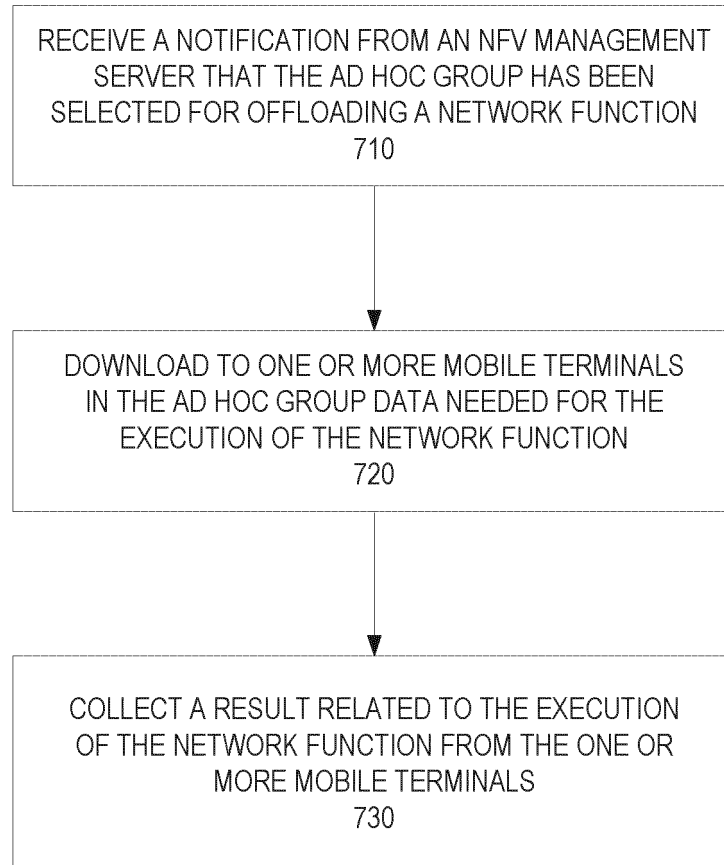 RECEIVE A NOTIFICATION FROM AN NFV MANAGEMENT
SERVER THAT THE AD HOC GROUP HAS BEEN
SELECTED FOR OFFLOADING A NETWORK FUNCTION
710
DOWNLOAD TO ONE OR MORE MOBILE TERMINALS
IN THE AD HOC GROUP DATA NEEDED FOR THE
EXECUTION OF THE NETWORK FUNCTION
720
COLLECT A RESULT RELATED TO THE EXECUTION
OF THE NETWORK FUNCTION FROM THE ONE OR
MORE MOBILE TERMINALS
730